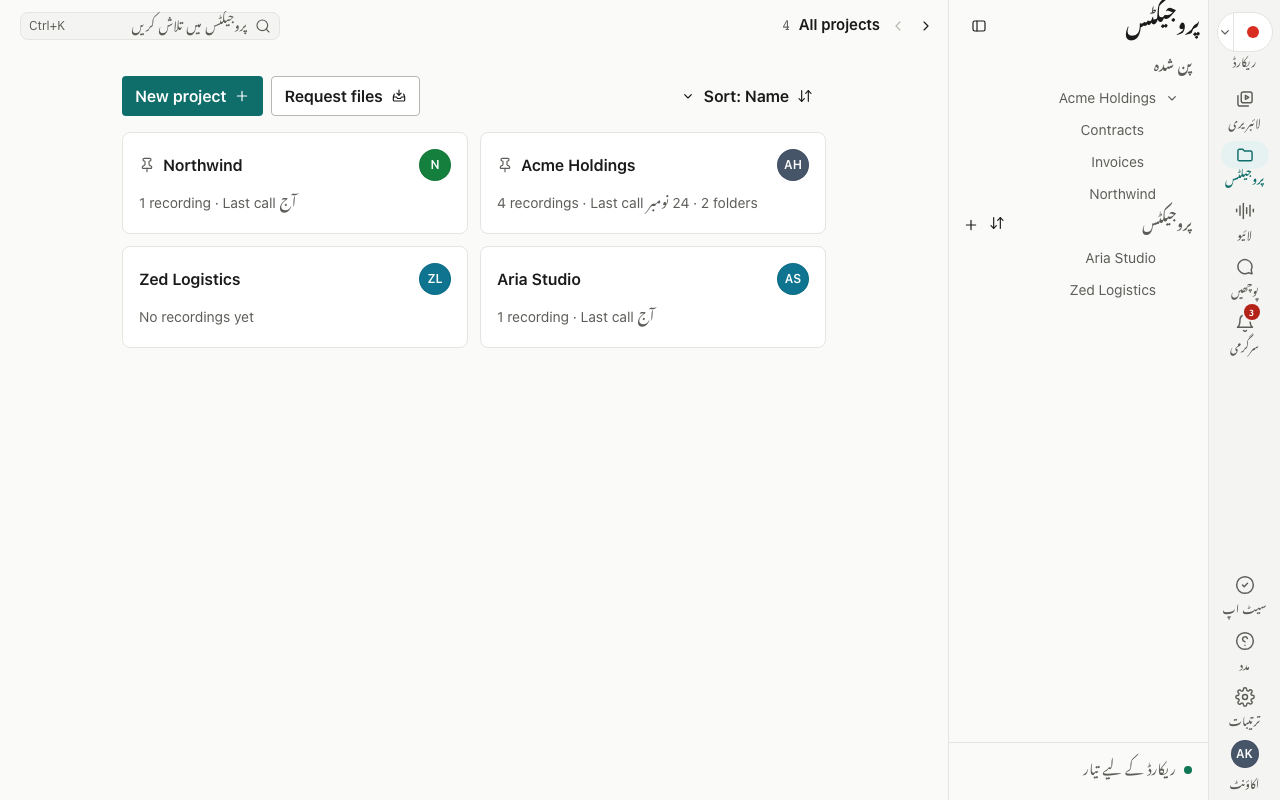 ریکارڈ
لائبریری
پروجیکٹس
لائیو
پوچھیں
3
سرگرمی
سیٹ اپ
مدد
ترتیبات
AK
اکاؤنٹ
پروجیکٹس
پن شدہ
Acme Holdings
Contracts
Invoices
Northwind
پروجیکٹس
Aria Studio
Zed Logistics
ریکارڈ کے لیے تیار
All projects 4
پروجیکٹس میں تلاش کریں Ctrl+K
Sort: Name
Request files
New project
Acme Holdings AH
4 recordings · Last call 24 نومبر · 2 folders
Northwind N
1 recording · Last call آج
Aria Studio AS
1 recording · Last call آج
Zed Logistics ZL
No recordings yet